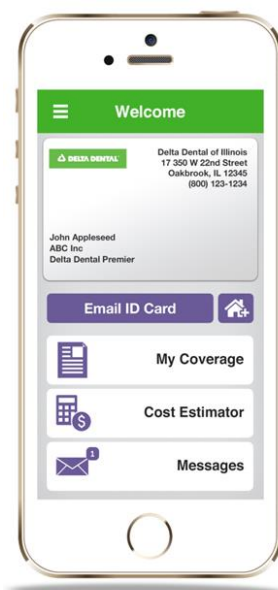 Welcome
DELTA DENTAL
Delta Dental of Illinois
17 350 W 22nd Street
Oakbrook, IL 12345
(800) 123-1234
John Appleseed
ABC Inc
Delta Dental Premier
Email ID Card
My Coverage
$
Cost Estimator
1
Messages